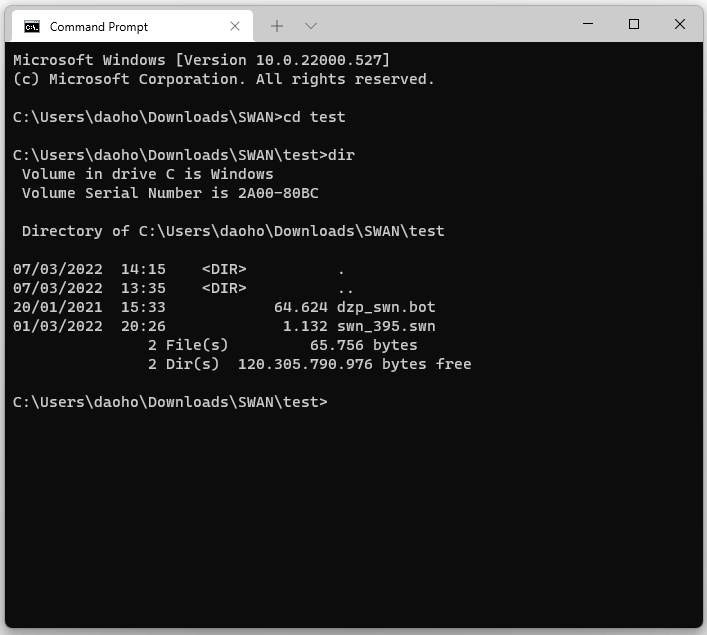 Command Prompt
Microsoft Windows [Version 10.0.22000.527]
(c) Microsoft Corporation. All rights reserved.
C:\Users\daoho\Downloads\SWAN>cd test
C:\Users\daoho\Downloads\SWAN\test>dir
 Volume in drive C is Windows
 Volume Serial Number is 2A00-80BC
 Directory of C:\Users\daoho\Downloads\SWAN\test
07/03/2022  14:15    <DIR>          .
07/03/2022  13:35    <DIR>          ..
20/01/2021  15:33            64.624 dzp_swn.bot
01/03/2022  20:26             1.132 swn_395.swn
               2 File(s)         65.756 bytes
               2 Dir(s)  120.305.790.976 bytes free
C:\Users\daoho\Downloads\SWAN\test>